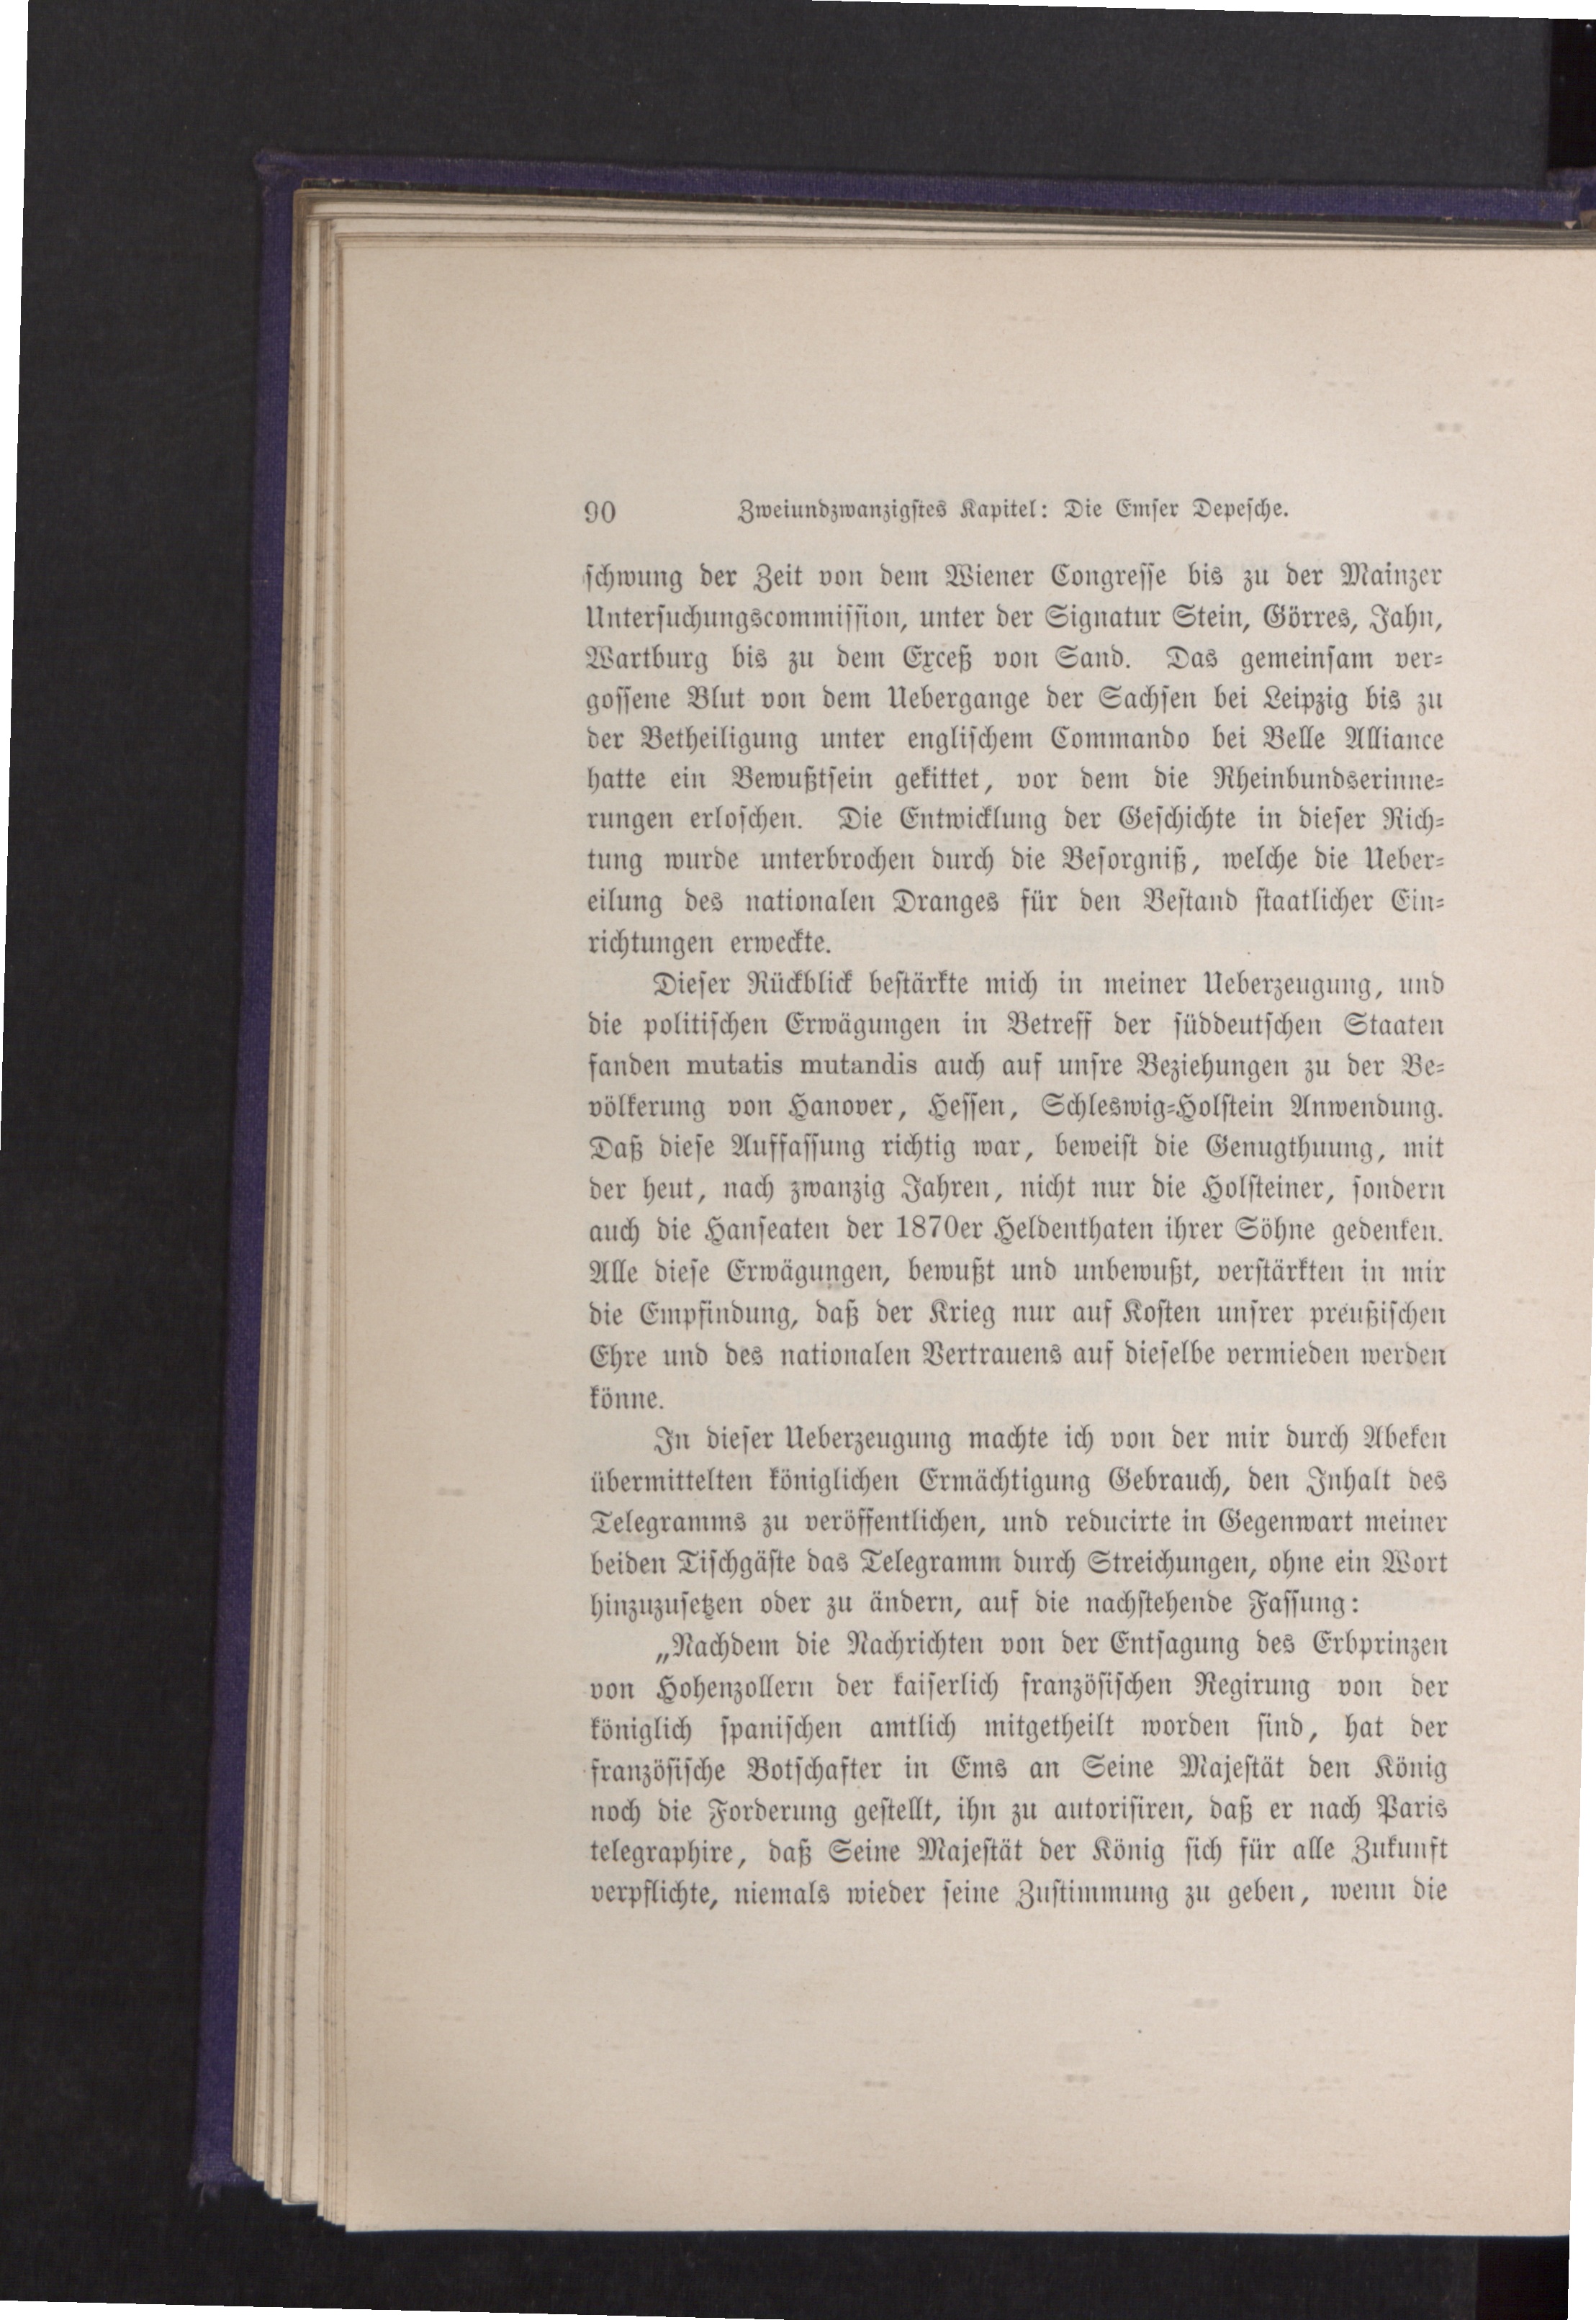 90 Zweiundzwanzigstes Kapitel: Die Emser Depesche.
schwung der Zeit von dem Wiener Congresse bis zu der Mainzer
Untersuchungscommission, unter der Signatur Stein, Görres, Jahn,
Wartburg bis zu dem Exceß von Sand. Das gemeinsam ver-
gossene Blut von dem Uebergange der Sachsen bei Leipzig bis zu
der Betheiligung unter englischem Commando bei Belle Alliance
hatte ein Bewußtsein gekittet, vor dem die Rheinbundserinne-
rungen erloschen. Die Entwicklung der Geschichte in dieser Rich-
tung wurde unterbrochen durch die Besorgniß, welche die Ueber-
eilung des nationalen Dranges für den Bestand staatlicher Ein-
richtungen erweckte.
Dieser Rückblick bestärkte mich in meiner Ueberzeugung, und
die politischen Erwägungen in Betreff der süddeutschen Staaten
fanden mutatis mutandis auch auf unsre Beziehungen zu der Be-
völkerung von Hanover, Hessen, Schleswig-Holstein Anwendung.
Daß diese Auffassung richtig war, beweist die Genugthuung, mit
der heut, nach zwanzig Jahren, nicht nur die Holsteiner, sondern
auch die Hanseaten der 1870er Heldenthaten ihrer Söhne gedenken.
Alle diese Erwägungen, bewußt und unbewußt, verstärkten in mir
die Empfindung, daß der Krieg nur auf Kosten unsrer preußischen
Ehre und des nationalen Vertrauens auf dieselbe vermieden werden
könne.
In dieser Ueberzeugung machte ich von der mir durch Abeken
übermittelten königlichen Ermächtigung Gebrauch, den Inhalt des
Telegramms zu veröffentlichen, und reducirte in Gegenwart meiner
beiden Tischgäste das Telegramm durch Streichungen, ohne ein Wort
hinzuzusetzen oder zu ändern, auf die nachstehende Fassung:
„Nachdem die Nachrichten von der Entsagung des Erbprinzen
von Hohenzollern der kaiserlich französischen Regirung von der
königlich spanischen amtlich mitgetheilt worden sind, hat der
französische Botschafter in Ems an Seine Majestät den König
noch die Forderung gestellt, ihn zu autorisiren, daß er nach Paris
telegraphire, daß Seine Majestät der König sich für alle Zukunft
verpflichte, niemals wieder seine Zustimmung zu geben, wenn die